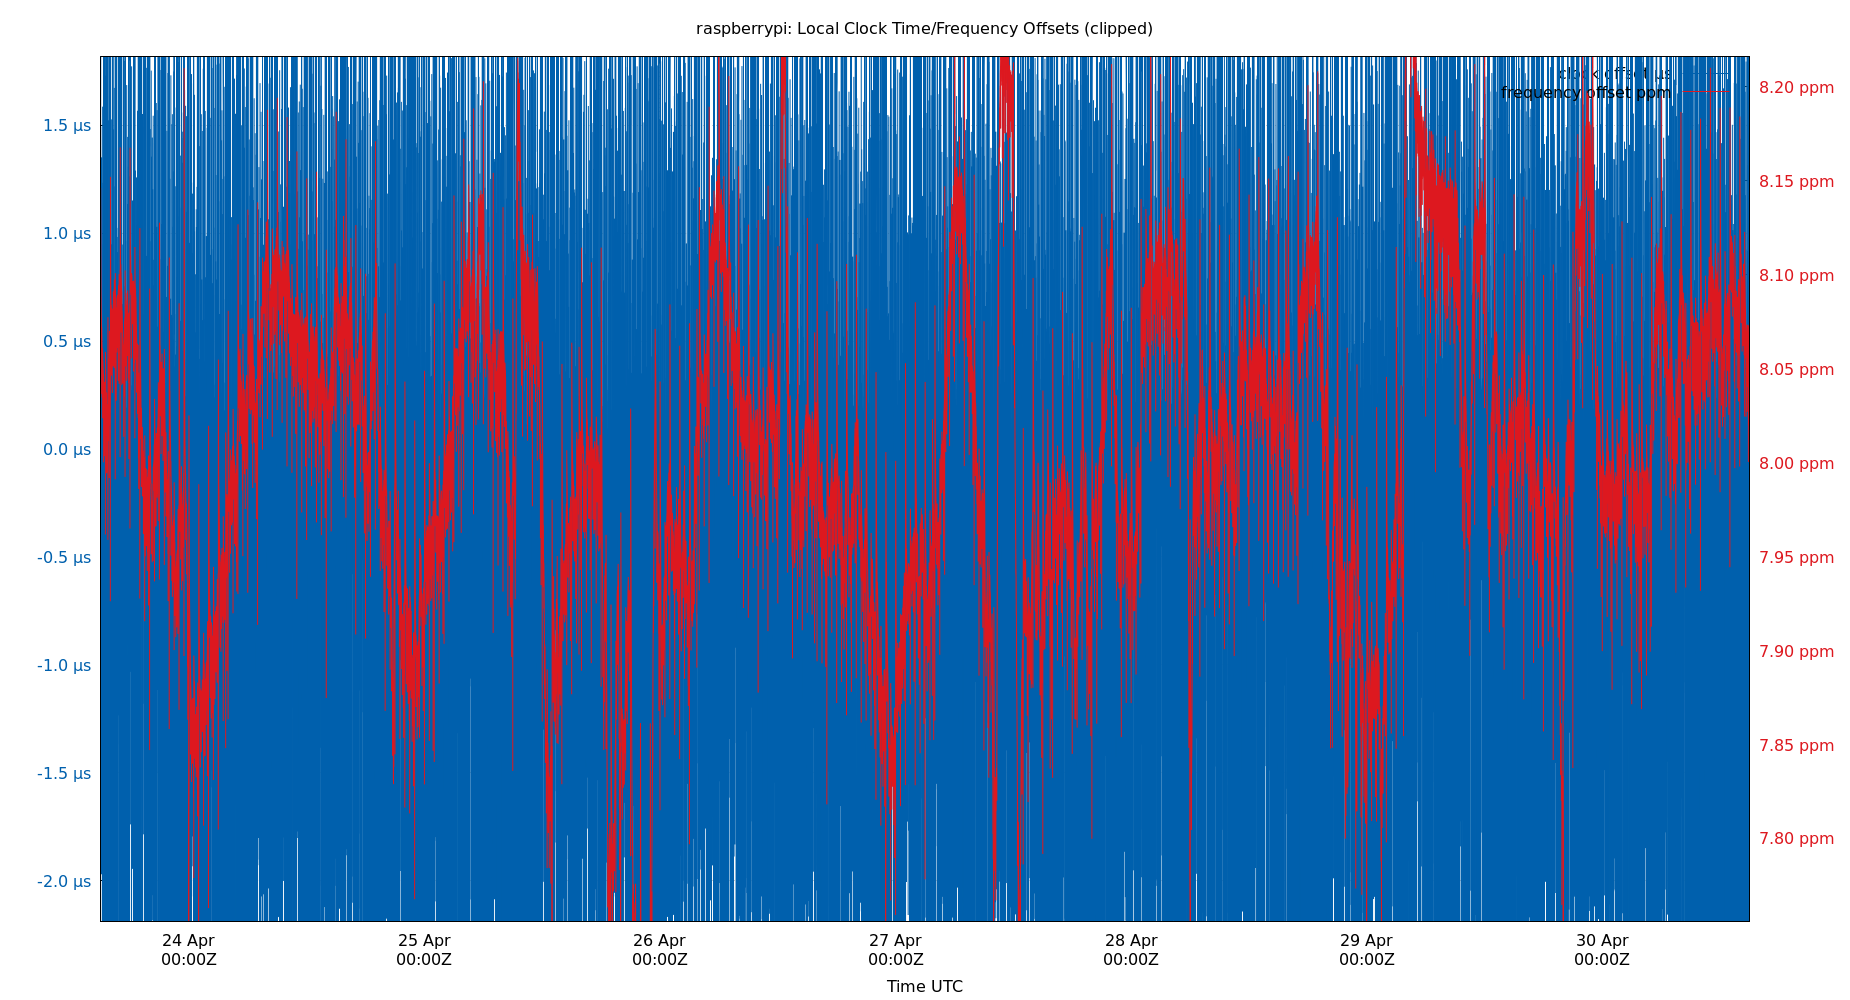 raspberrypi: Local Clock Time/Frequency Offsets (clipped)
clock offset µs
frequency offset ppm
1.5 µs
1.0 µs
0.5 µs
0.0 µs
-0.5 µs
-1.0 µs
-1.5 µs
-2.0 µs
8.20 ppm
8.15 ppm
8.10 ppm
8.05 ppm
8.00 ppm
7.95 ppm
7.90 ppm
7.85 ppm
7.80 ppm
24 Apr
00:00Z
25 Apr
00:00Z
26 Apr
00:00Z
27 Apr
00:00Z
28 Apr
00:00Z
29 Apr
00:00Z
30 Apr
00:00Z
Time UTC